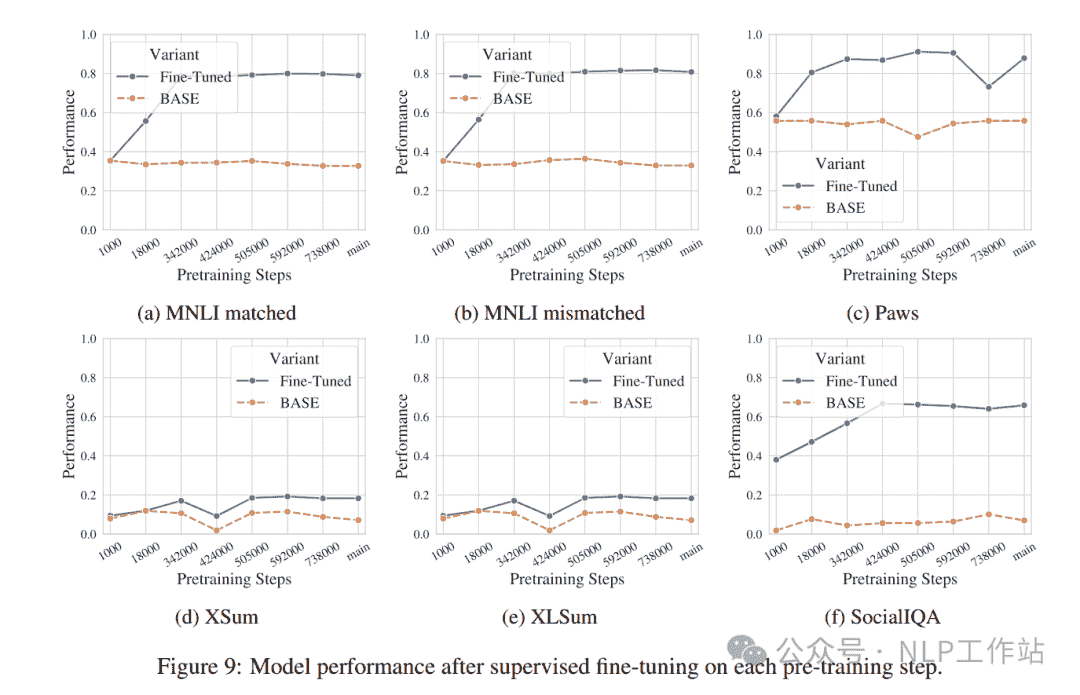 1.0
0.8
0.6
0.4
0.2
0.0
Performance
Variant
Fine-Tuned
BASE
1000
18000
342000
424000
505000
592000
738000
main
Pretraining Steps
(a) MNLI matched
1.0
0.8
0.6
0.4
0.2
0.0
Performance
Variant
Fine-Tuned
BASE
1000
18000
342000
424000
505000
592000
738000
main
Pretraining Steps
(b) MNLI mismatched
1.0
0.8
0.6
0.4
0.2
0.0
Performance
Variant
Fine-Tuned
BASE
1000
18000
342000
424000
505000
592000
738000
main
Pretraining Steps
(c) Paws
1.0
0.8
0.6
0.4
0.2
0.0
Performance
Variant
Fine-Tuned
BASE
1000
18000
342000
424000
505000
592000
738000
main
Pretraining Steps
(d) XSum
1.0
0.8
0.6
0.4
0.2
0.0
Performance
Variant
Fine-Tuned
BASE
1000
18000
342000
424000
505000
592000
738000
main
Pretraining Steps
(e) XLSum
1.0
0.8
0.6
0.4
0.2
0.0
Performance
Variant
Fine-Tuned
BASE
1000
18000
342000
424000
505000
592000
738000
main
Pretraining Steps
(f) SocialIQA
公众号 · NLP工作站
Figure 9: Model performance after supervised fine-tuning on each pre-training step.